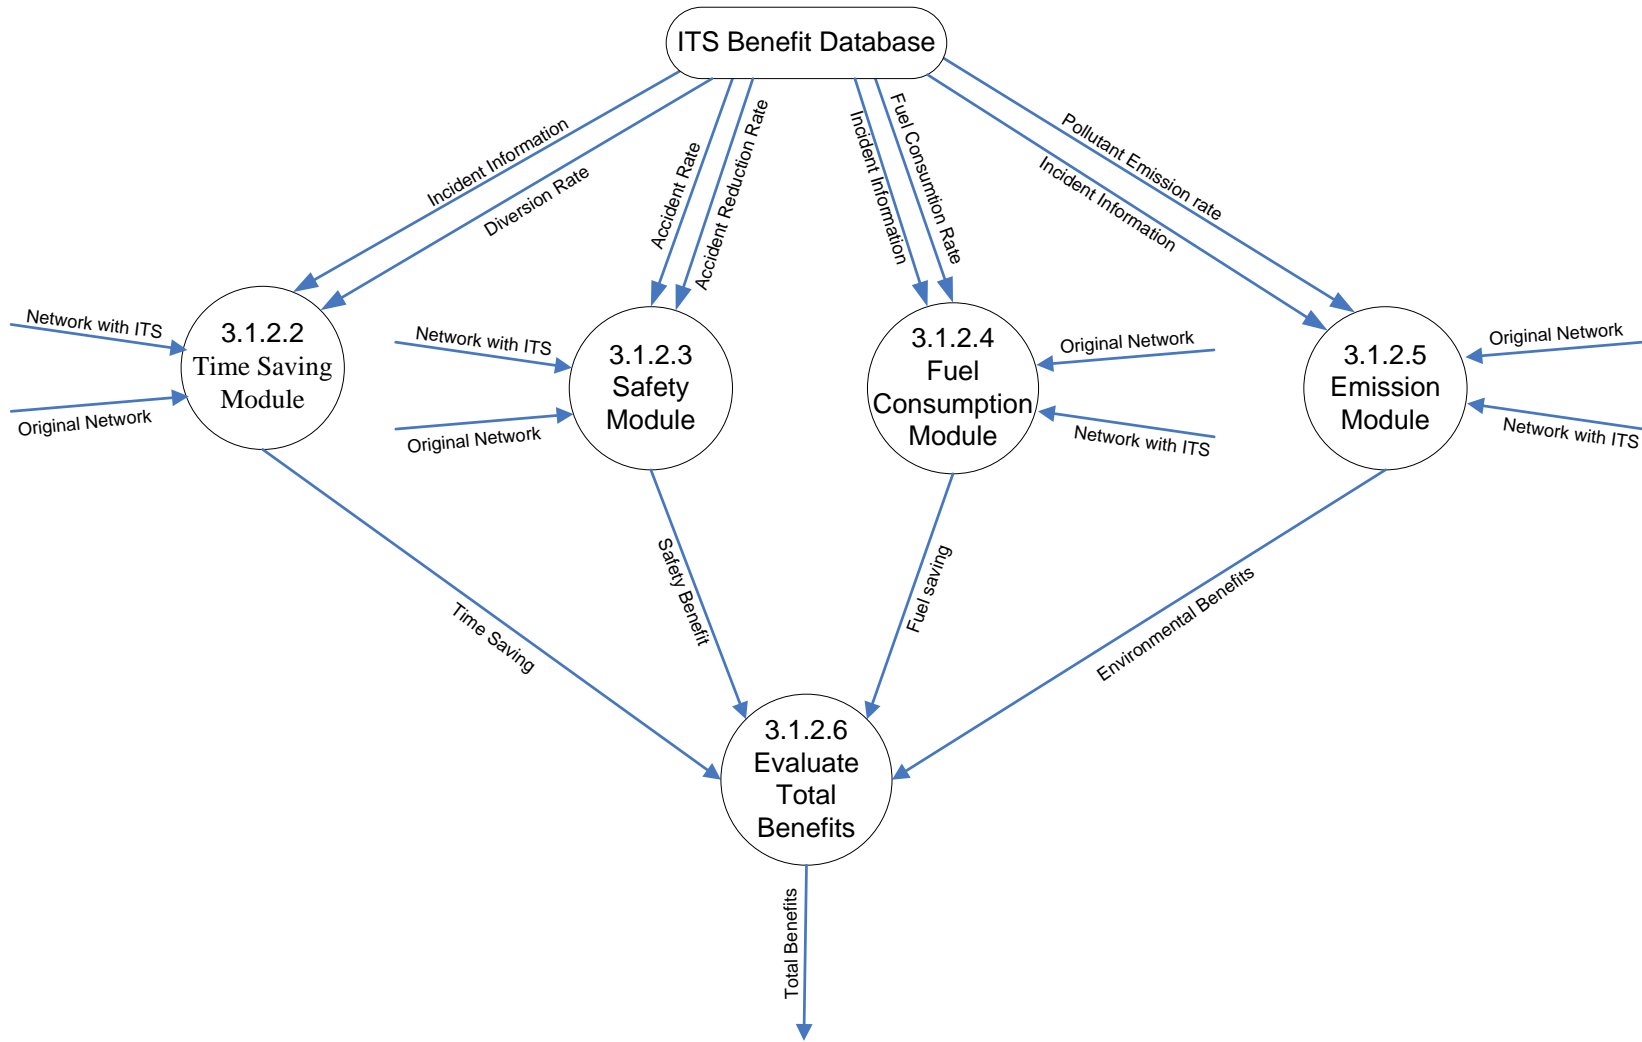 ITS Benefit Database
Incident Information
Diversion Rate
Accident Rate
Accident Reduction Rate
Incident Information
Fuel Consumtion Rate
Pollutant Emission rate
Incident Information
Network with ITS
Original Network
3.1.2.2
Time Saving
Module
Network with ITS
Original Network
3.1.2.3
Safety
Module
3.1.2.4
Fuel
Consumption
Module
Original Network
Network with ITS
3.1.2.5
Emission
Module
Original Network
Network with ITS
Time Saving
Safety Benefit
Fuel saving
Environmental Benefits
3.1.2.6
Evaluate
Total
Benefits
Total Benefits